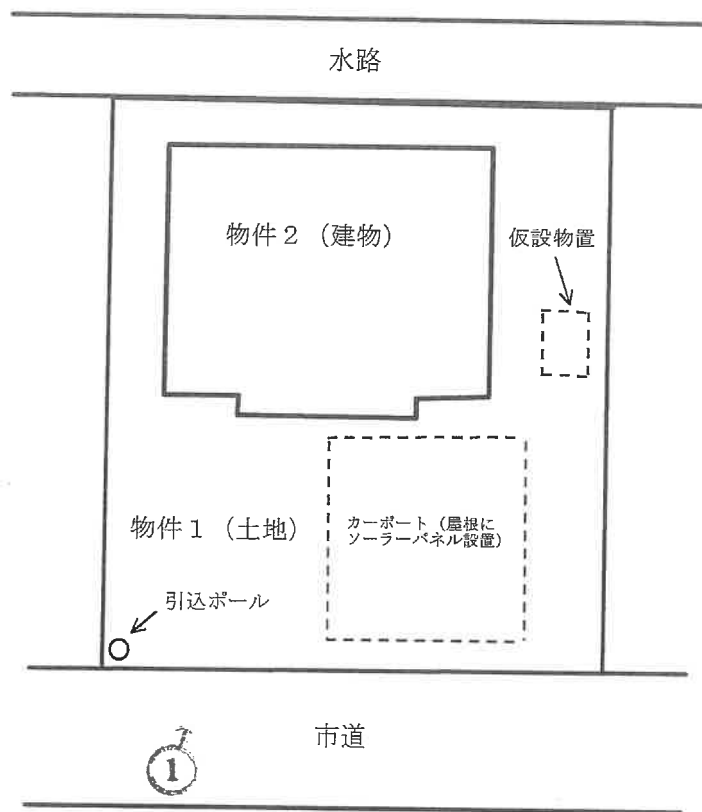 水路
物件２（建物）
仮設物置
物件１（土地）
カーポート（屋根に
ソーラーパネル設置）
引込ポール
市道
①